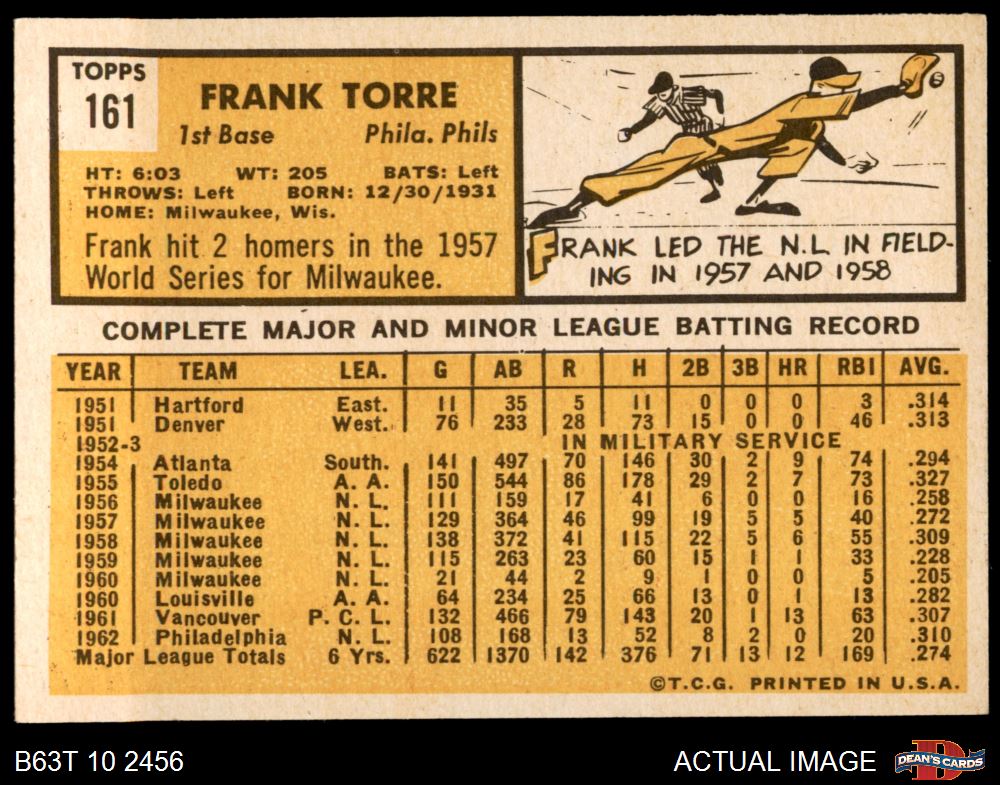 TOPPS
161
FRANK TORRE
1st Base Phila. Phils
HT: 6:03 WT: 205 BATS: Left
THROWS: Left BORN: 12/30/1931
HOME: Milwaukee, Wis.
Frank hit 2 homers in the 1957
World Series for Milwaukee.
FRANK LED THE N.L IN FIELD-
ING IN 1957 AND 1958
COMPLETE MAJOR AND MINOR LEAGUE BATTING RECORD
YEAR TEAM LEA. G AB R H 2B 3B HR RBI AVG.
1951 Hartford East. 11 35 5 11 0 0 0 3 .314
1951 Denver West. 76 233 28 73 15 0 0 46 .313
1952-3 IN MILITARY SERVICE
1954 Atlanta South. 141 497 70 146 30 2 9 74 .294
1955 Toledo A. A. 150 544 86 178 29 2 7 73 .327
1956 Milwaukee N. L. 111 159 17 41 6 0 0 16 .258
1957 Milwaukee N. L. 129 364 46 99 19 5 5 40 .272
1958 Milwaukee N. L. 138 372 41 115 22 5 6 55 .309
1959 Milwaukee N. L. 115 263 23 60 15 1 1 33 .228
1960 Milwaukee N. L. 21 44 2 9 1 0 0 5 .205
1960 Louisville A. A. 64 234 25 66 13 0 1 13 .282
1961 Vancouver P. C. L. 132 466 79 143 20 1 13 63 .307
1962 Philadelphia N. L. 108 168 13 52 8 2 0 20 .310
Major League Totals 6 Yrs. 622 1370 142 376 71 13 12 169 .274
©T.C.G. PRINTED IN U.S.A.
B63T 10 2456 ACTUAL IMAGE D DEAN'S CARDS